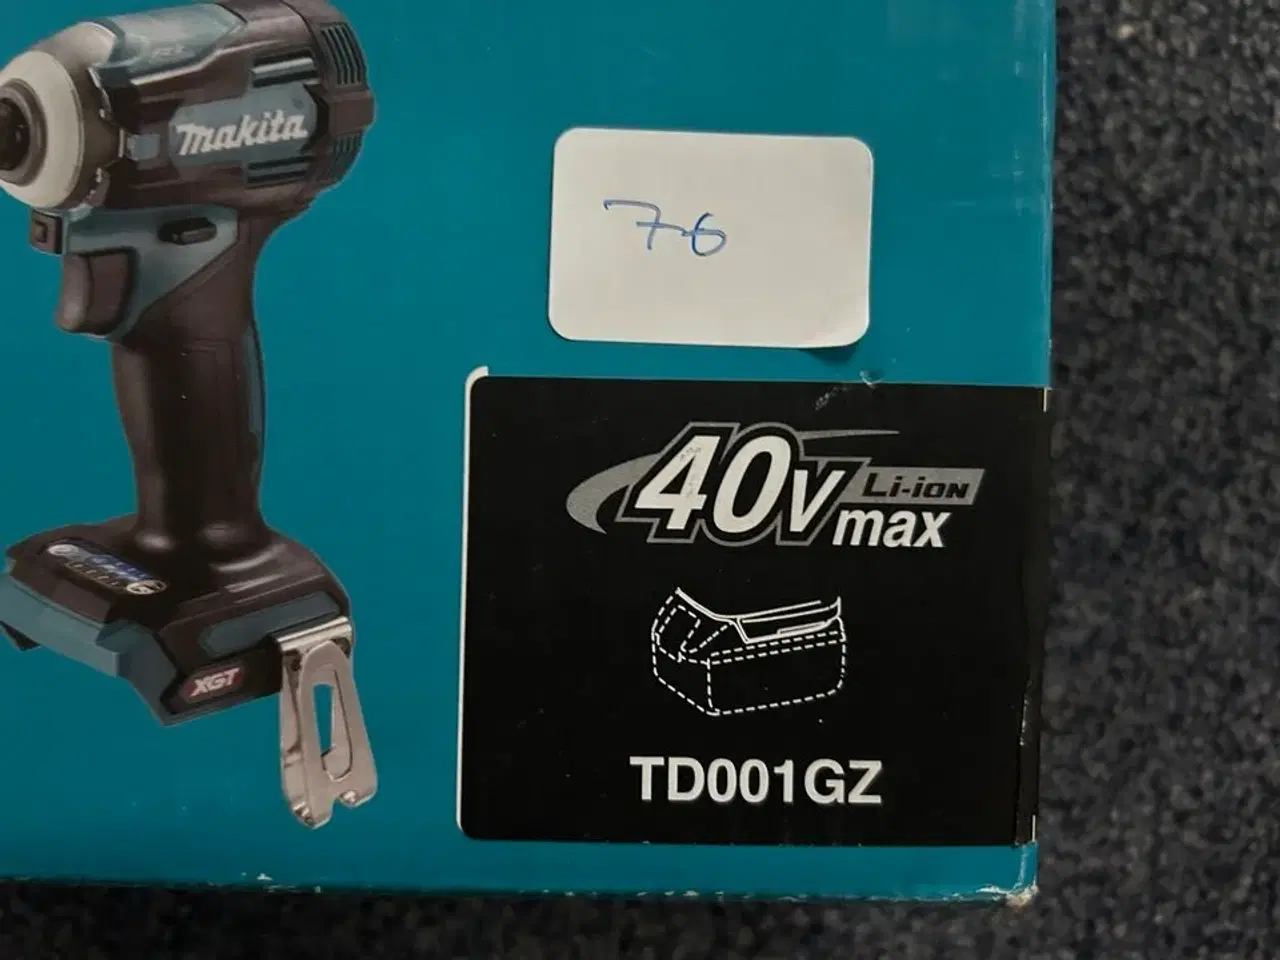 makita
76
40V Li-ion
max
XGT
TD001GZ